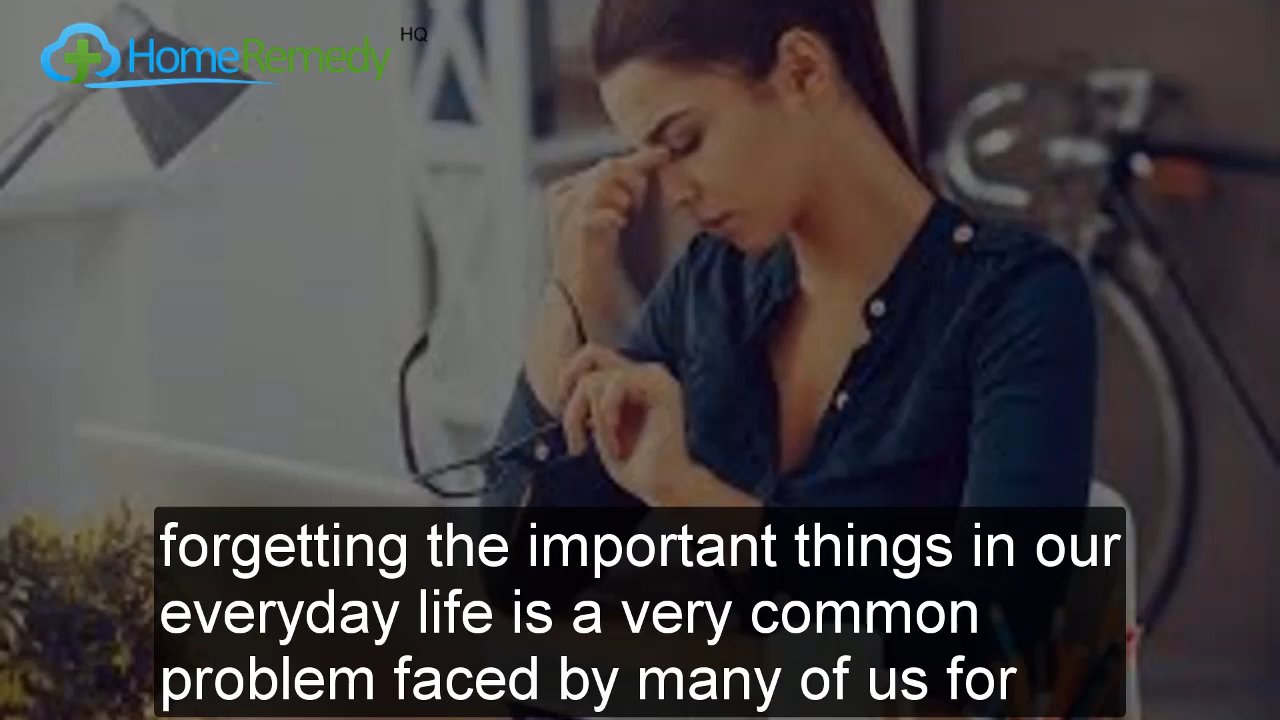 HomeRemedy HQ
forgetting the important things in our
everyday life is a very common
problem faced by many of us for